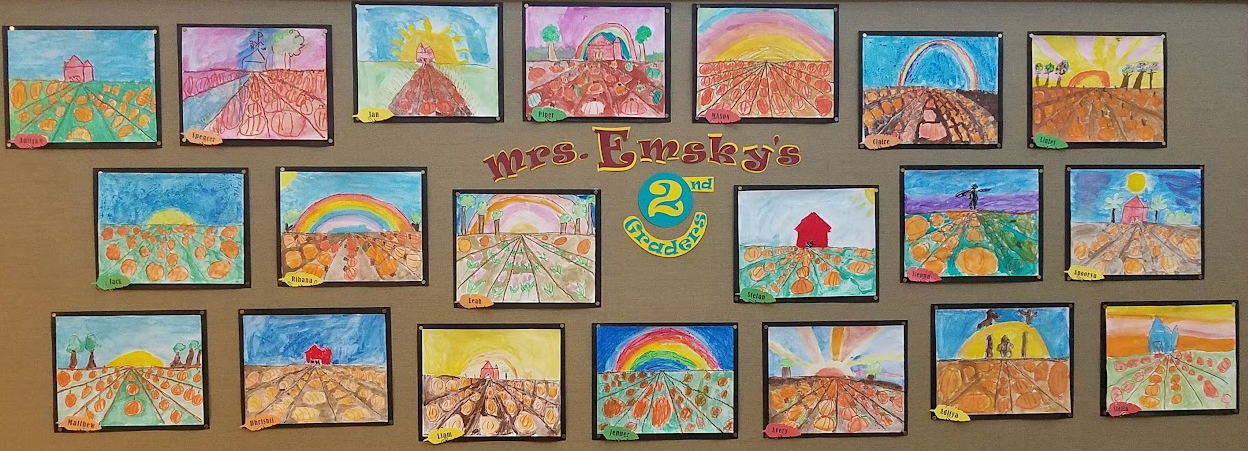 Spencer
Jan
Piper
Mason
Claire
Mrs. Emsky's
2nd
Graders
Jack
Rihana
Leah
Stefan
Sienna
Apoorva
Matthew
Liam
Jenner
Avery
Aditya